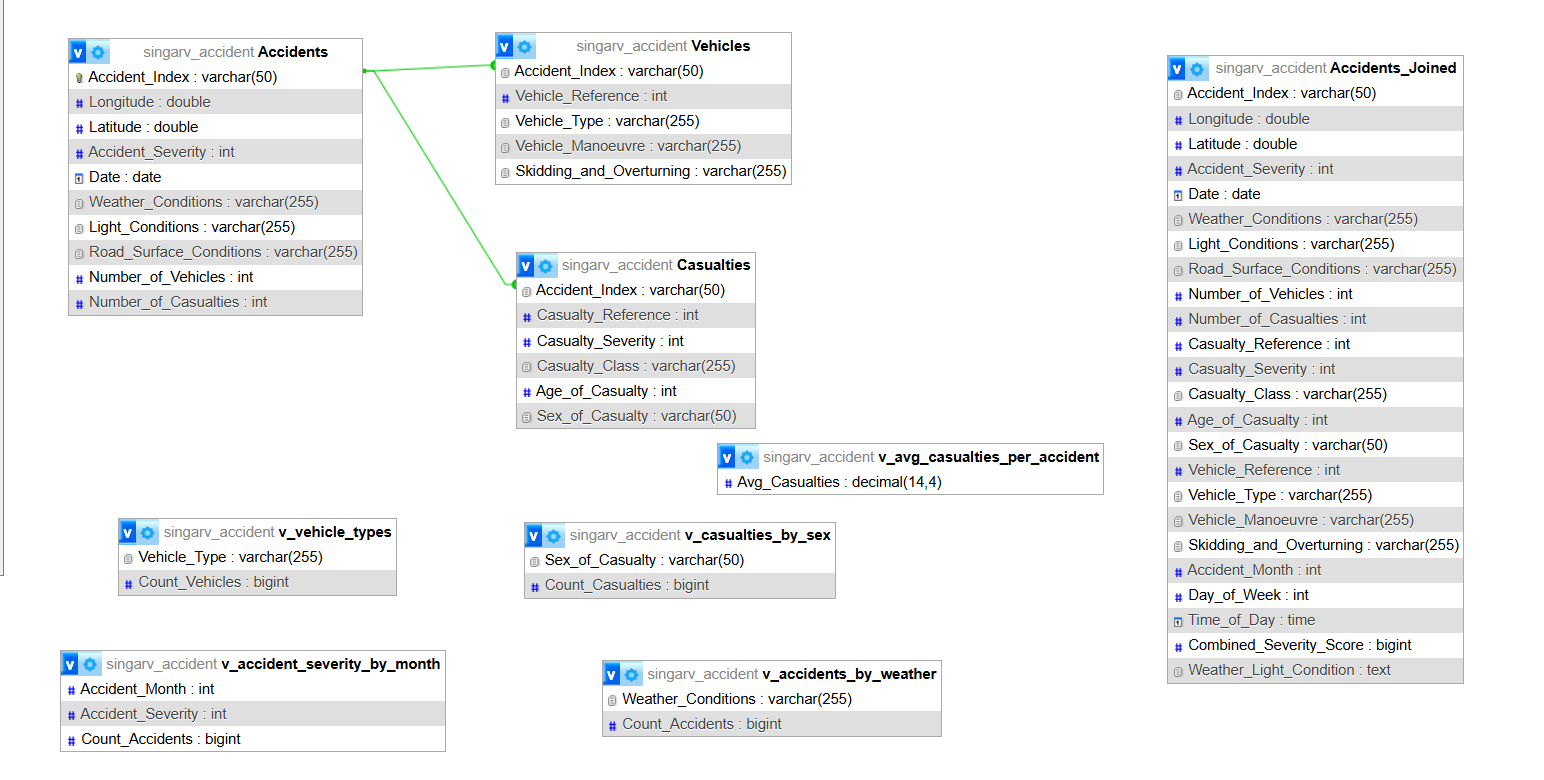 singarv_accident Accidents
Accident_Index : varchar(50)
Longitude : double
Latitude : double
Accident_Severity : int
Date : date
Weather_Conditions : varchar(255)
Light_Conditions : varchar(255)
Road_Surface_Conditions : varchar(255)
Number_of_Vehicles : int
Number_of_Casualties : int
singarv_accident Vehicles
Accident_Index : varchar(50)
Vehicle_Reference : int
Vehicle_Type : varchar(255)
Vehicle_Manoeuvre : varchar(255)
Skidding_and_Overturning : varchar(255)
singarv_accident Casualties
Accident_Index : varchar(50)
Casualty_Reference : int
Casualty_Severity : int
Casualty_Class : varchar(255)
Age_of_Casualty : int
Sex_of_Casualty : varchar(50)
singarv_accident Accidents_Joined
Accident_Index : varchar(50)
Longitude : double
Latitude : double
Accident_Severity : int
Date : date
Weather_Conditions : varchar(255)
Light_Conditions : varchar(255)
Road_Surface_Conditions : varchar(255)
Number_of_Vehicles : int
Number_of_Casualties : int
Casualty_Reference : int
Casualty_Severity : int
Casualty_Class : varchar(255)
Age_of_Casualty : int
Sex_of_Casualty : varchar(50)
Vehicle_Reference : int
Vehicle_Type : varchar(255)
Vehicle_Manoeuvre : varchar(255)
Skidding_and_Overturning : varchar(255)
Accident_Month : int
Day_of_Week : int
Time_of_Day : time
Combined_Severity_Score : bigint
Weather_Light_Condition : text
singarv_accident v_avg_casualties_per_accident
Avg_Casualties : decimal(14,4)
singarv_accident v_vehicle_types
Vehicle_Type : varchar(255)
Count_Vehicles : bigint
singarv_accident v_casualties_by_sex
Sex_of_Casualty : varchar(50)
Count_Casualties : bigint
singarv_accident v_accident_severity_by_month
Accident_Month : int
Accident_Severity : int
Count_Accidents : bigint
singarv_accident v_accidents_by_weather
Weather_Conditions : varchar(255)
Count_Accidents : bigint